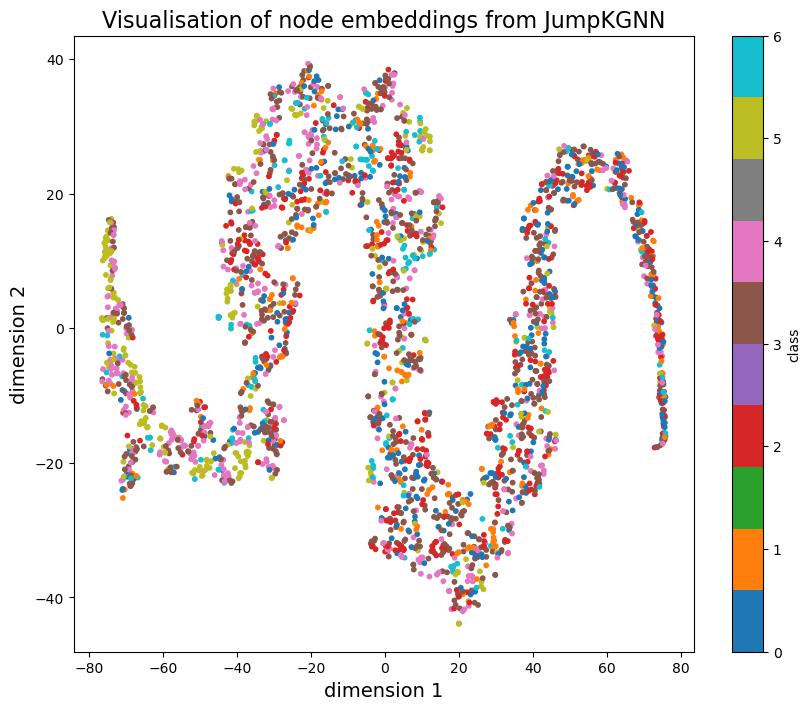 Visualisation of node embeddings from JumpKGNN
6
40
5
20
4
dimension 2
0
3
class
2
−20
1
−40
0
−80 −60 −40 −20 0 20 40 60 80
dimension 1